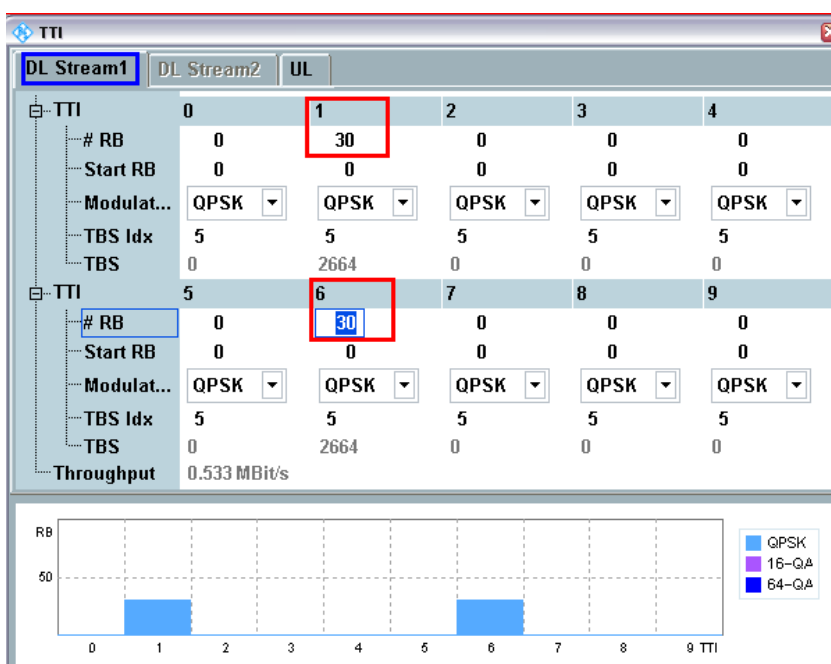 TTI
DL Stream1 DL Stream2 UL
TTI 0 1 2 3 4
# RB 0 30 0 0 0
Start RB 0 0 0 0 0
Modulat... QPSK QPSK QPSK QPSK QPSK
TBS Idx 5 5 5 5 5
TBS 0 2664 0 0 0
TTI 5 6 7 8 9
# RB 0 30 0 0 0
Start RB 0 0 0 0 0
Modulat... QPSK QPSK QPSK QPSK QPSK
TBS Idx 5 5 5 5 5
TBS 0 2664 0 0 0
Throughput 0.533 MBit/s
RB
50
0 1 2 3 4 5 6 7 8 9 TTI
QPSK
16-QA
64-QA